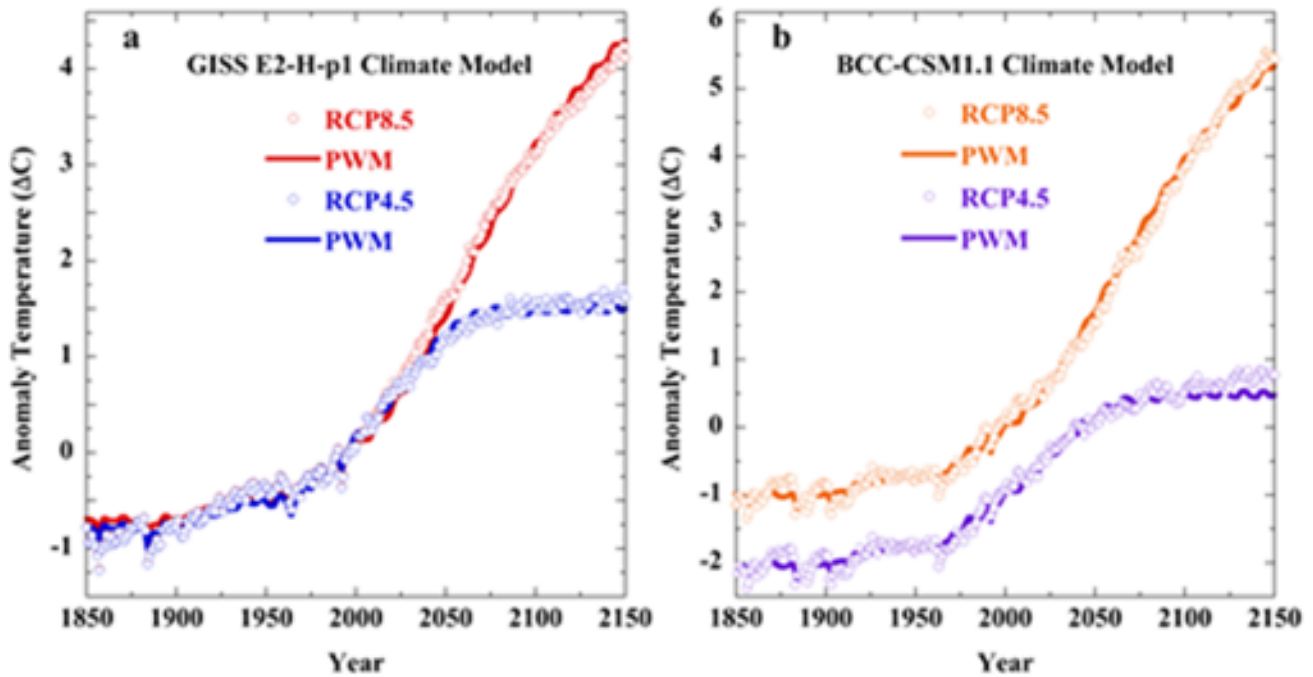 a
GISS E2-H-p1 Climate Model
RCP8.5
PWM
RCP4.5
PWM
4
3
2
1
0
-1
Anomaly Temperature (ΔC)
1850 1900 1950 2000 2050 2100 2150
Year
b
BCC-CSM1.1 Climate Model
RCP8.5
PWM
RCP4.5
PWM
6
5
4
3
2
1
0
-1
-2
Anomaly Temperature (ΔC)
1850 1900 1950 2000 2050 2100 2150
Year